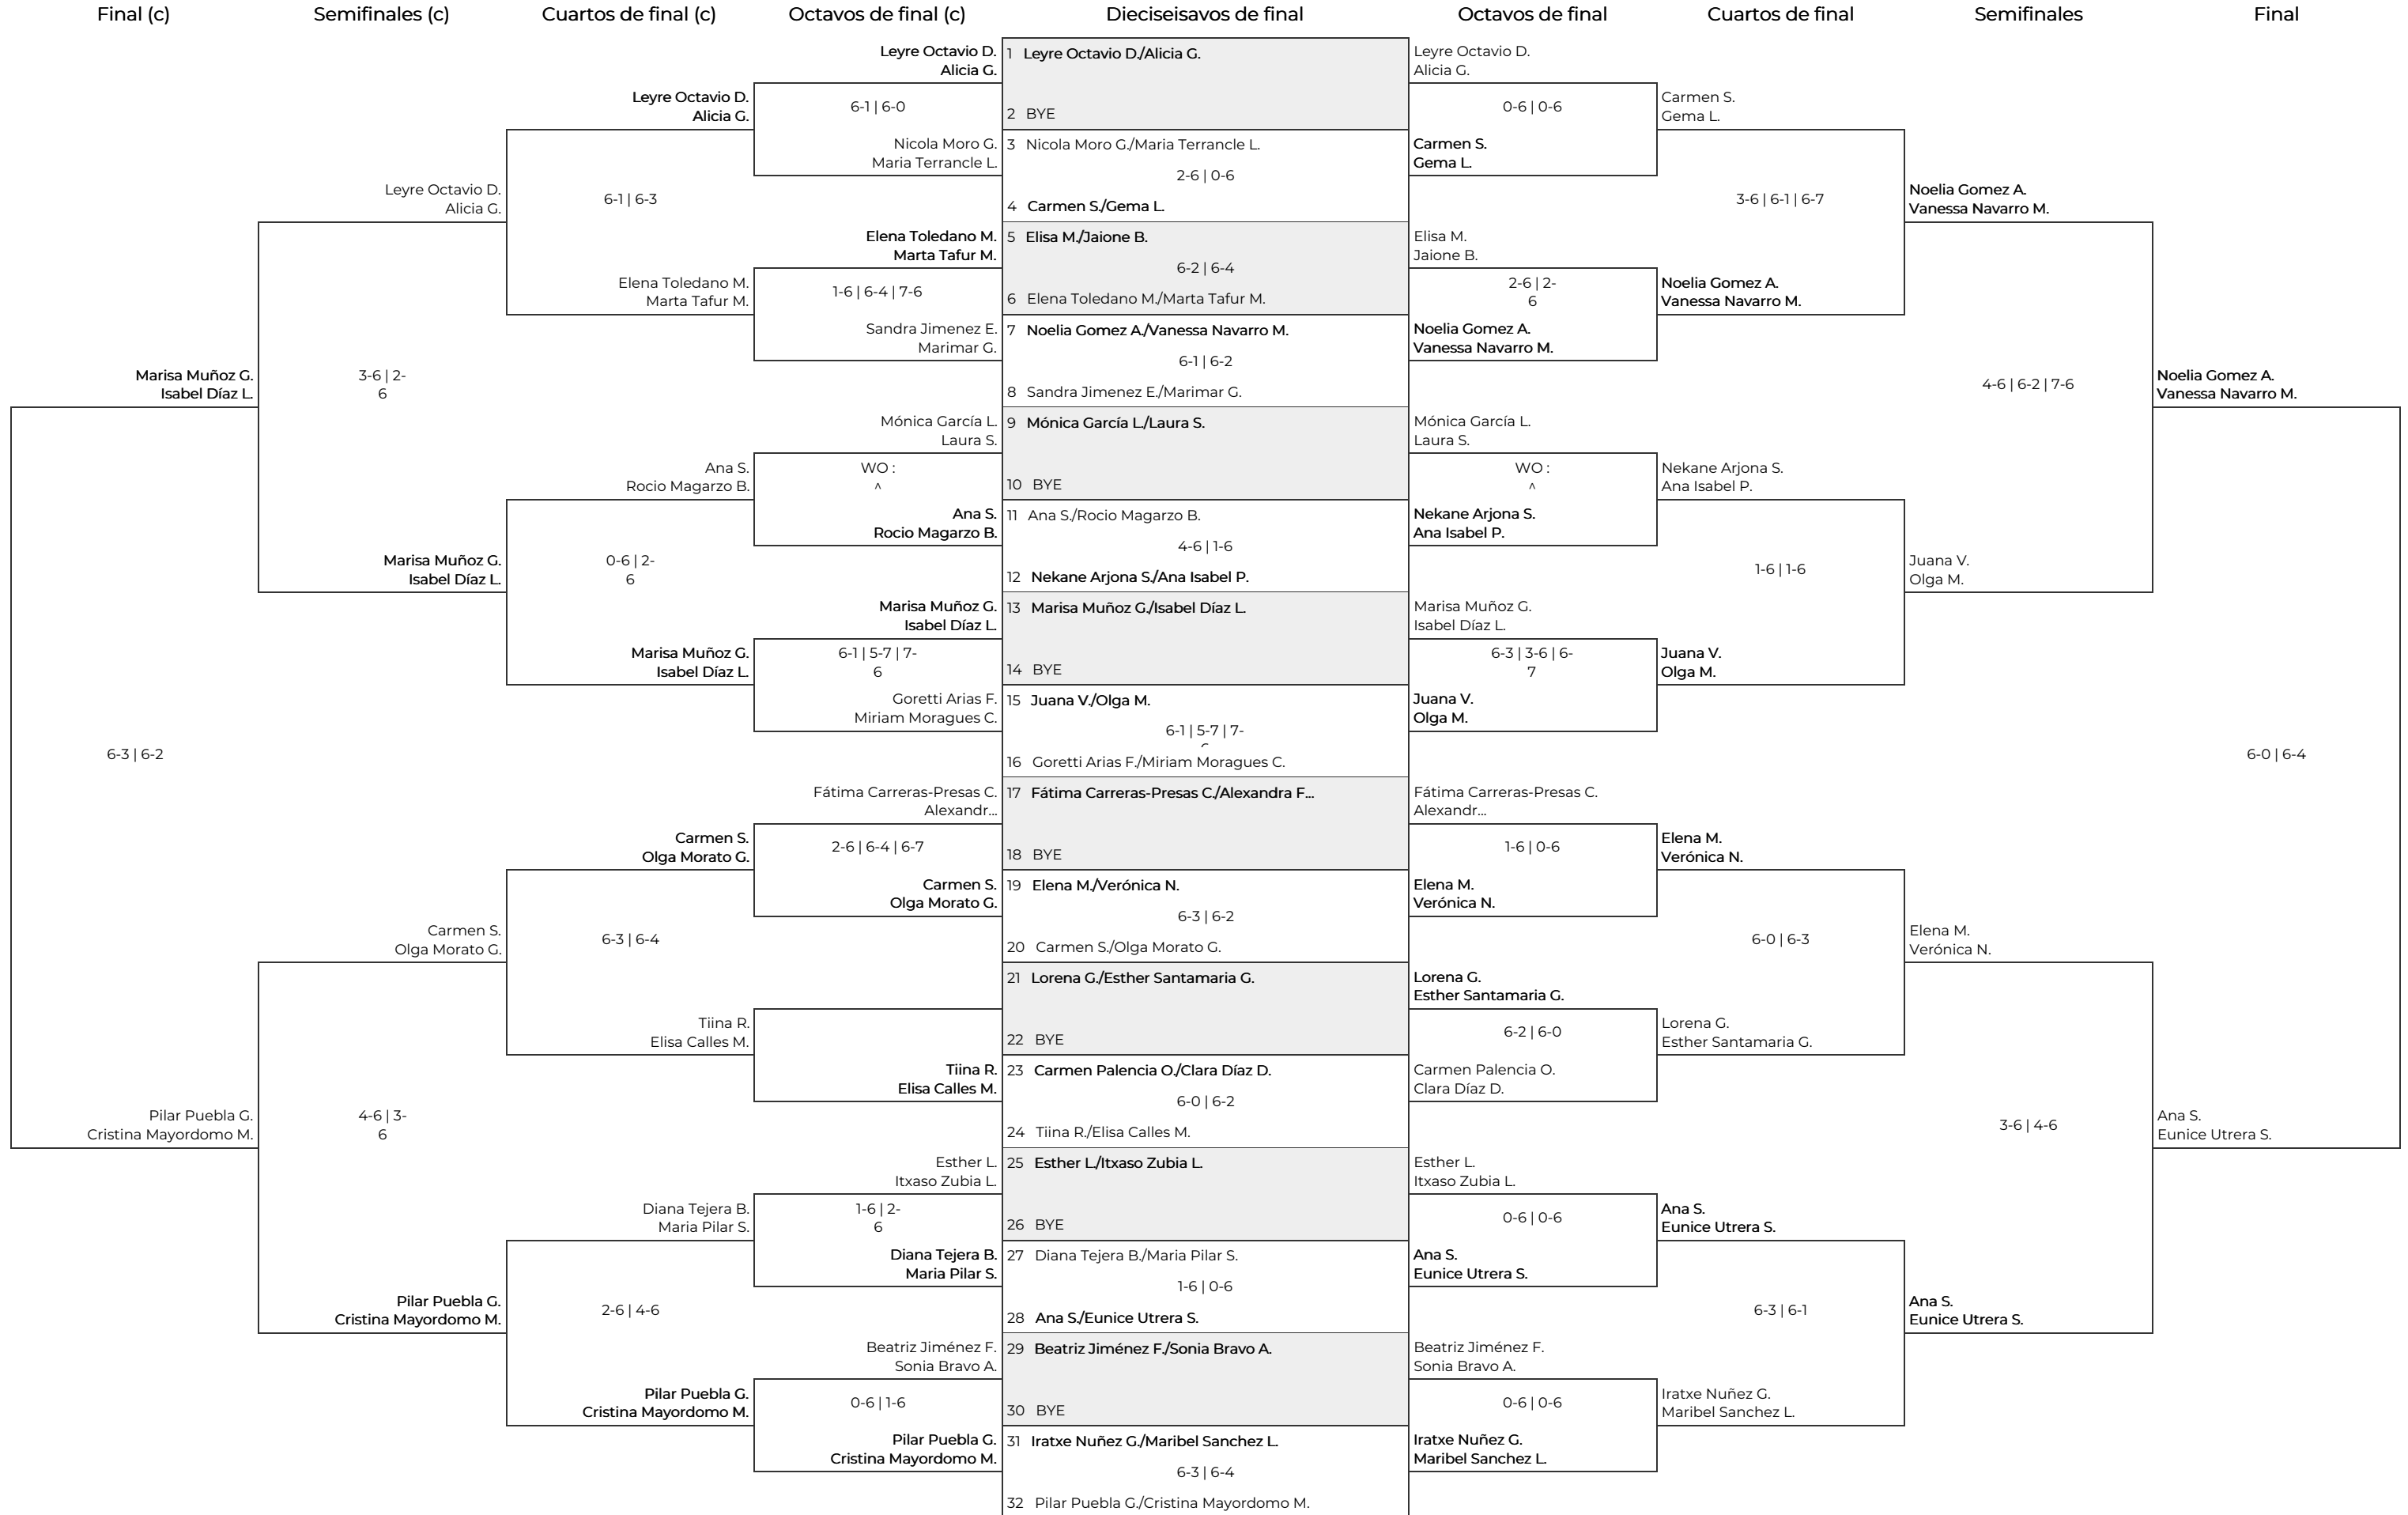 Final (c)
Semifinales (c)
Cuartos de final (c)
Octavos de final (c)
Dieciseisavos de final
Octavos de final
Cuartos de final
Semifinales
Final
Marisa Muñoz G.
Isabel Díaz L.
6-3 | 6-2
Pilar Puebla G.
Cristina Mayordomo M.
Leyre Octavio D.
Alicia G.
3-6 | 2-
6
Marisa Muñoz G.
Isabel Díaz L.
Carmen S.
Olga Morato G.
4-6 | 3-
6
Pilar Puebla G.
Cristina Mayordomo M.
Leyre Octavio D.
Alicia G.
6-1 | 6-3
Elena Toledano M.
Marta Tafur M.
Ana S.
Rocio Magarzo B.
0-6 | 2-
6
Marisa Muñoz G.
Isabel Díaz L.
Carmen S.
Olga Morato G.
6-3 | 6-4
Tiina R.
Elisa Calles M.
Diana Tejera B.
Maria Pilar S.
2-6 | 4-6
Pilar Puebla G.
Cristina Mayordomo M.
Leyre Octavio D.
Alicia G.
6-1 | 6-0
Nicola Moro G.
Maria Terrancle L.
Elena Toledano M.
Marta Tafur M.
1-6 | 6-4 | 7-6
Sandra Jimenez E.
Marimar G.
Mónica García L.
Laura S.
WO :
^
Ana S.
Rocio Magarzo B.
Marisa Muñoz G.
Isabel Díaz L.
6-1 | 5-7 | 7-
6
Goretti Arias F.
Miriam Moragues C.
Fátima Carreras-Presas C.
Alexandr...
2-6 | 6-4 | 6-7
Carmen S.
Olga Morato G.
Tiina R.
Elisa Calles M.
Esther L.
Itxaso Zubia L.
1-6 | 2-
6
Diana Tejera B.
Maria Pilar S.
Beatriz Jiménez F.
Sonia Bravo A.
0-6 | 1-6
Pilar Puebla G.
Cristina Mayordomo M.
1 Leyre Octavio D./Alicia G.
2 BYE
3 Nicola Moro G./Maria Terrancle L.
2-6 | 0-6
4 Carmen S./Gema L.
5 Elisa M./Jaione B.
6-2 | 6-4
6 Elena Toledano M./Marta Tafur M.
7 Noelia Gomez A./Vanessa Navarro M.
6-1 | 6-2
8 Sandra Jimenez E./Marimar G.
9 Mónica García L./Laura S.
10 BYE
11 Ana S./Rocio Magarzo B.
4-6 | 1-6
12 Nekane Arjona S./Ana Isabel P.
13 Marisa Muñoz G./Isabel Díaz L.
14 BYE
15 Juana V./Olga M.
6-1 | 5-7 | 7-
16 Goretti Arias F./Miriam Moragues C.
17 Fátima Carreras-Presas C./Alexandra F...
18 BYE
19 Elena M./Verónica N.
6-3 | 6-2
20 Carmen S./Olga Morato G.
21 Lorena G./Esther Santamaria G.
22 BYE
23 Carmen Palencia O./Clara Díaz D.
6-0 | 6-2
24 Tiina R./Elisa Calles M.
25 Esther L./Itxaso Zubia L.
26 BYE
27 Diana Tejera B./Maria Pilar S.
1-6 | 0-6
28 Ana S./Eunice Utrera S.
29 Beatriz Jiménez F./Sonia Bravo A.
30 BYE
31 Iratxe Nuñez G./Maribel Sanchez L.
6-3 | 6-4
32 Pilar Puebla G./Cristina Mayordomo M.
Leyre Octavio D.
Alicia G.
0-6 | 0-6
Carmen S.
Gema L.
Elisa M.
Jaione B.
2-6 | 2-
6
Noelia Gomez A.
Vanessa Navarro M.
Mónica García L.
Laura S.
WO :
^
Nekane Arjona S.
Ana Isabel P.
Marisa Muñoz G.
Isabel Díaz L.
6-3 | 3-6 | 6-
7
Juana V.
Olga M.
Fátima Carreras-Presas C.
Alexandr...
1-6 | 0-6
Elena M.
Verónica N.
Lorena G.
Esther Santamaria G.
6-2 | 6-0
Carmen Palencia O.
Clara Díaz D.
Esther L.
Itxaso Zubia L.
0-6 | 0-6
Ana S.
Eunice Utrera S.
Beatriz Jiménez F.
Sonia Bravo A.
0-6 | 0-6
Iratxe Nuñez G.
Maribel Sanchez L.
Carmen S.
Gema L.
3-6 | 6-1 | 6-7
Noelia Gomez A.
Vanessa Navarro M.
Nekane Arjona S.
Ana Isabel P.
1-6 | 1-6
Juana V.
Olga M.
Elena M.
Verónica N.
6-0 | 6-3
Lorena G.
Esther Santamaria G.
Ana S.
Eunice Utrera S.
6-3 | 6-1
Iratxe Nuñez G.
Maribel Sanchez L.
Noelia Gomez A.
Vanessa Navarro M.
4-6 | 6-2 | 7-6
Juana V.
Olga M.
Elena M.
Verónica N.
3-6 | 4-6
Ana S.
Eunice Utrera S.
Noelia Gomez A.
Vanessa Navarro M.
6-0 | 6-4
Ana S.
Eunice Utrera S.